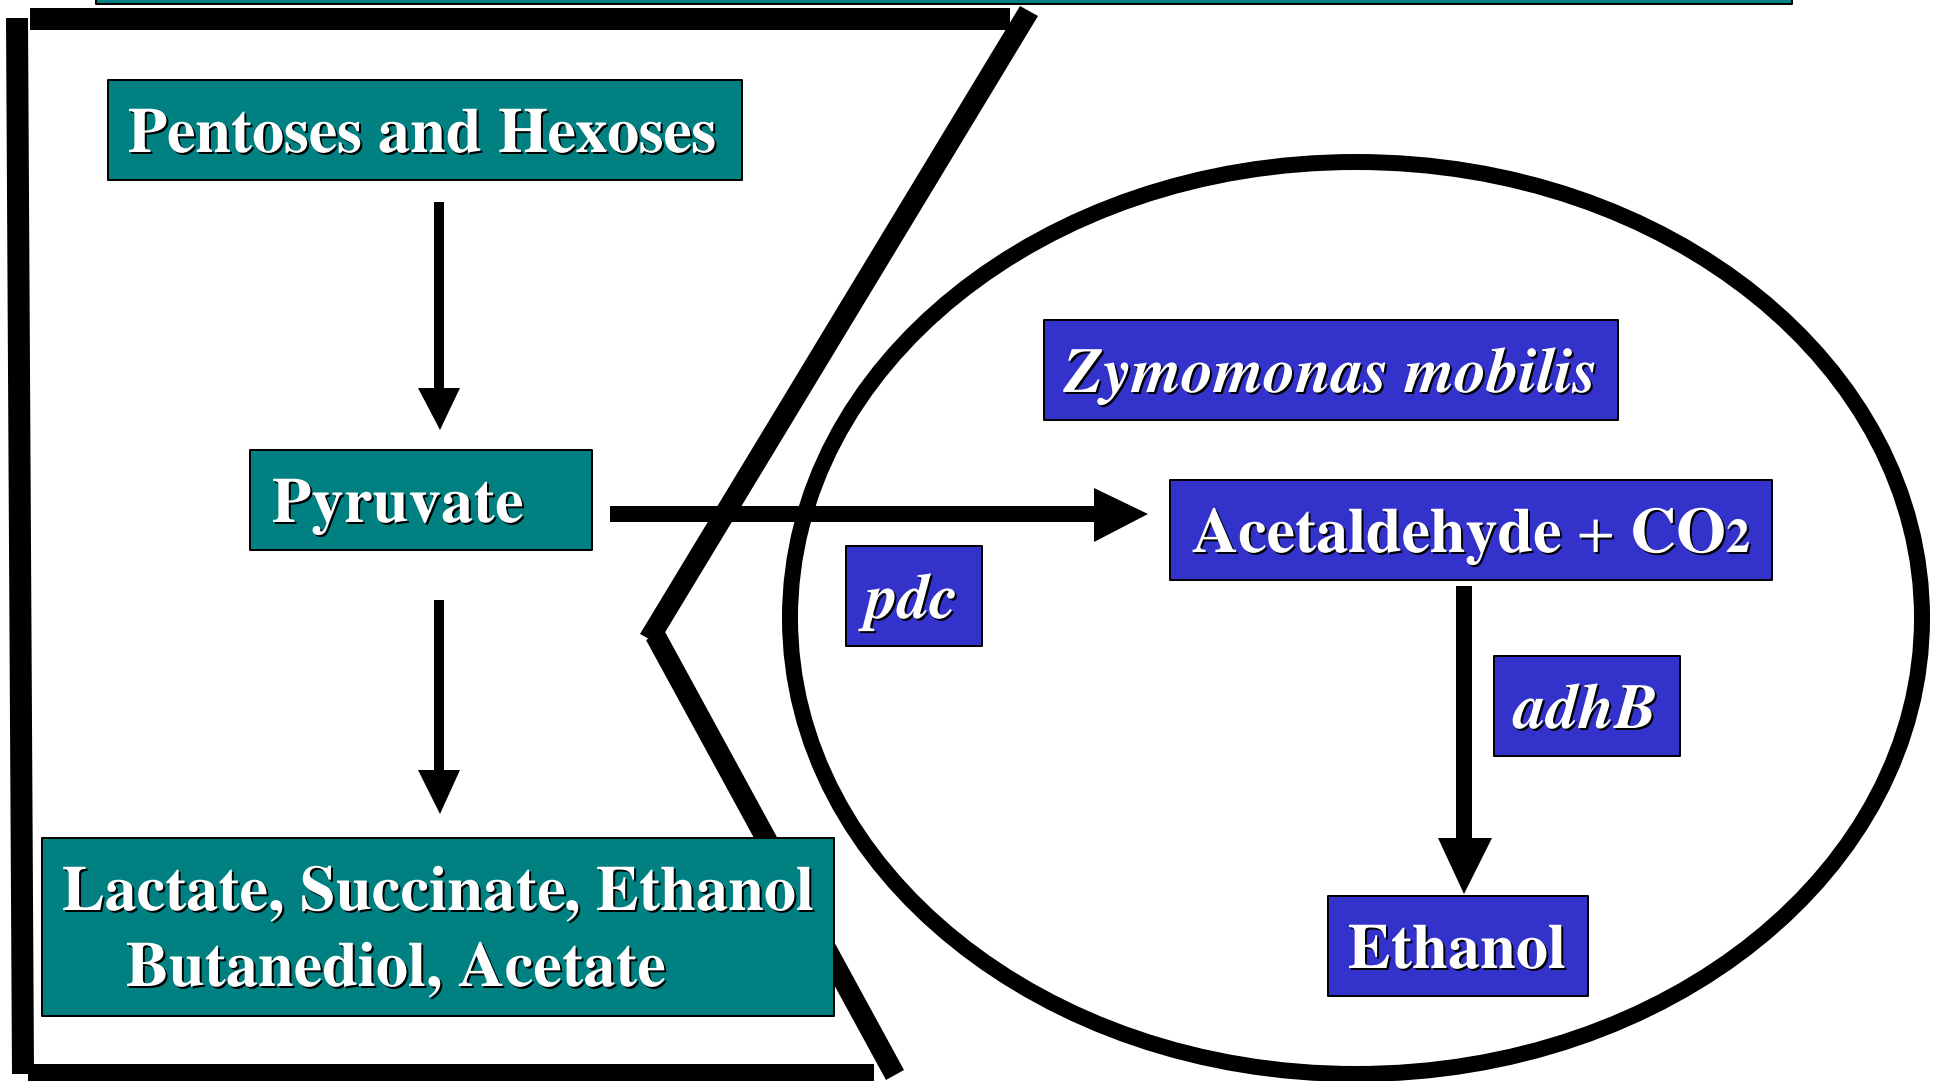 Pentoses and Hexoses
Zymomonas mobilis
Pyruvate
Acetaldehyde + CO2
pdc
adhB
Lactate, Succinate, Ethanol
Butanediol, Acetate
Ethanol